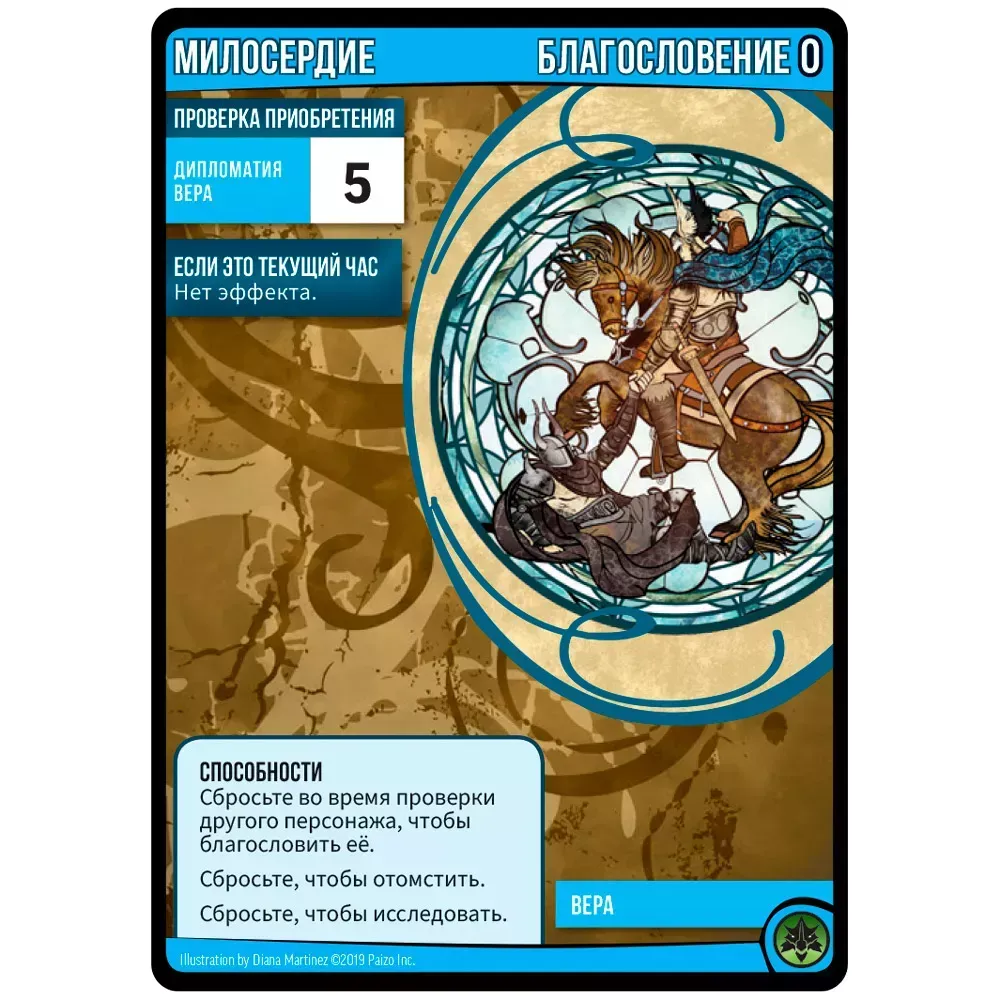 МИЛОСЕРДИЕ БЛАГОСЛОВЕНИЕ 0
ПРОВЕРКА ПРИОБРЕТЕНИЯ
ДИПЛОМАТИЯ
ВЕРА
5
ЕСЛИ ЭТО ТЕКУЩИЙ ЧАС
Нет эффекта.
СПОСОБНОСТИ
Сбросьте во время проверки
другого персонажа, чтобы
благословить её.
Сбросьте, чтобы отомстить.
Сбросьте, чтобы исследовать.
ВЕРА
Illustration by Diana Martinez ©2019 Paizo Inc.